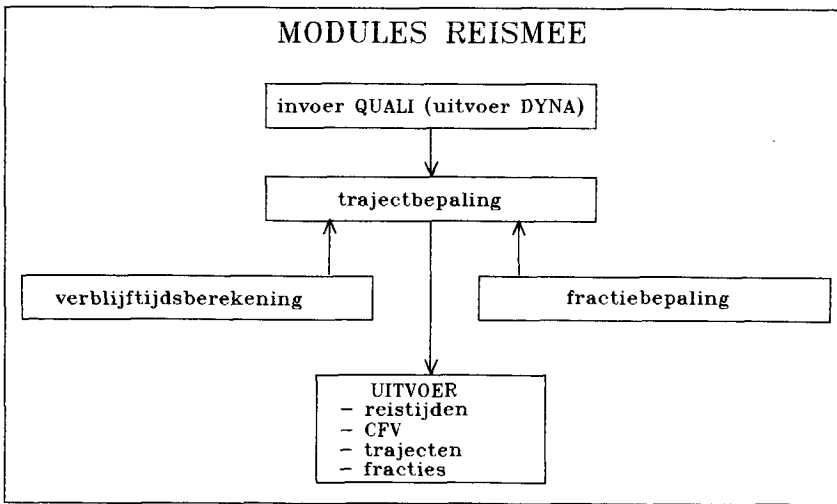 MODULES REISMEE
invoer QUALI (uitvoer DYNA)
trajectbepaling
verblijftijdsberekening
fractiebepaling
UITVOER
- reistijden
- CFV
- trajecten
- fracties